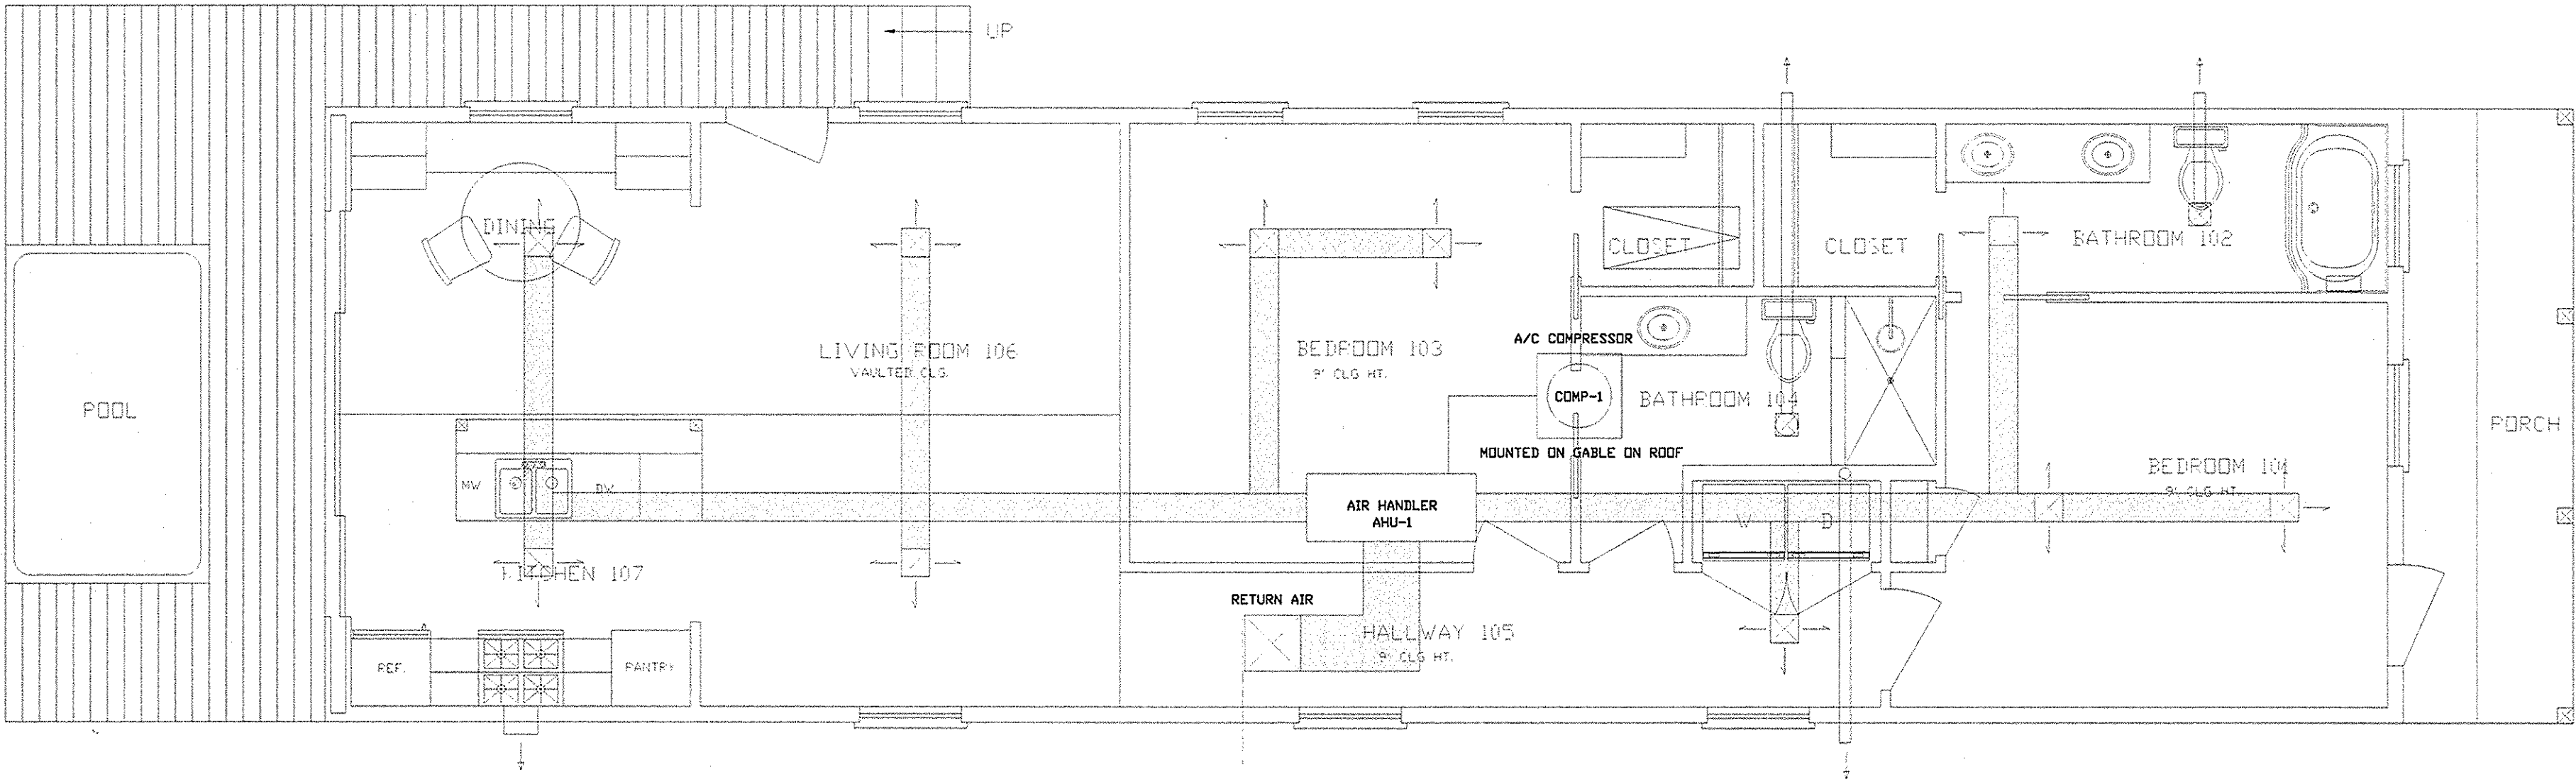 UP
DINING
CLOSET
CLOSET
BATHROOM 102
LIVING ROOM 106
VAULTED CLG.
BEDROOM 103
9' CLG HT.
A/C COMPRESSOR
COMP-1
BATHROOM 104
MOUNTED ON GABLE ON ROOF
POOL
PORCH
MW
DW
AIR HANDLER
AHU-1
W
D
BEDROOM 101
9' CLG HT.
KITCHEN 107
RETURN AIR
HALLWAY 105
9' CLG HT.
REF.
PANTRY